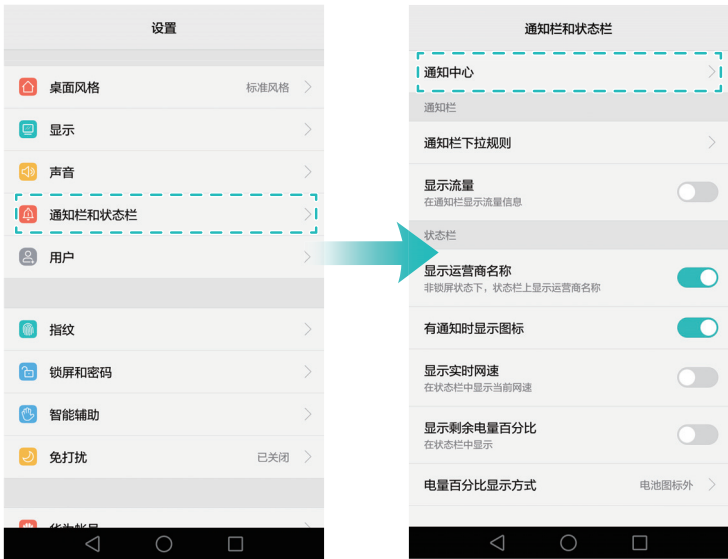 设置
桌面风格 标准风格
显示
声音
通知栏和状态栏
用户
指纹
锁屏和密码
智能辅助
免打扰 已关闭
华为帐号
通知栏和状态栏
通知中心
通知栏
通知栏下拉规则
显示流量
在通知栏显示流量信息
状态栏
显示运营商名称
非锁屏状态下，状态栏上显示运营商名称
有通知时显示图标
显示实时网速
在状态栏中显示当前网速
显示剩余电量百分比
在状态栏中显示
电量百分比显示方式 电池图标外